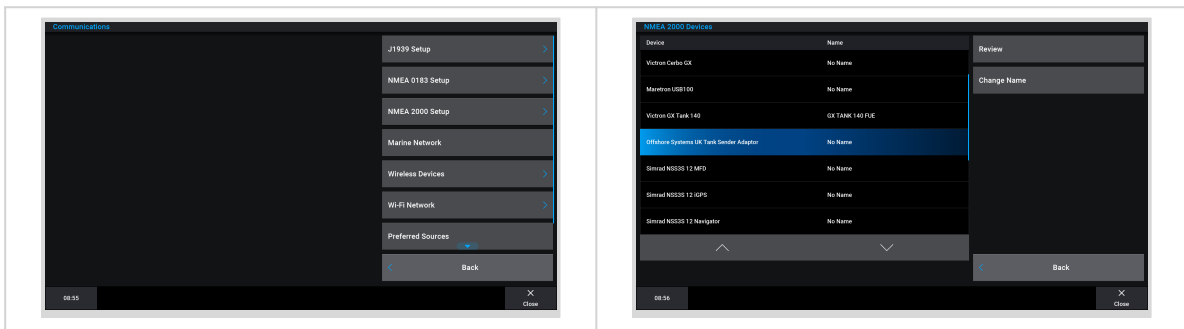 Communications
J1939 Setup
NMEA 0183 Setup
NMEA 2000 Setup
Marine Network
Wireless Devices
Wi-Fi Network
Preferred Sources
Back
08:55
Close
NMEA 2000 Devices
Device Name
Victron Cerbo GX No Name
Maretron USB100 No Name
Victron GX Tank 140 GX TANK 140 FUE
Offshore Systems UK Tank Sender Adaptor No Name
Simrad NSS3S 12 MFD No Name
Simrad NSS3S 12 iGPS No Name
Simrad NSS3S 12 Navigator No Name
Review
Change Name
Back
08:56
Close